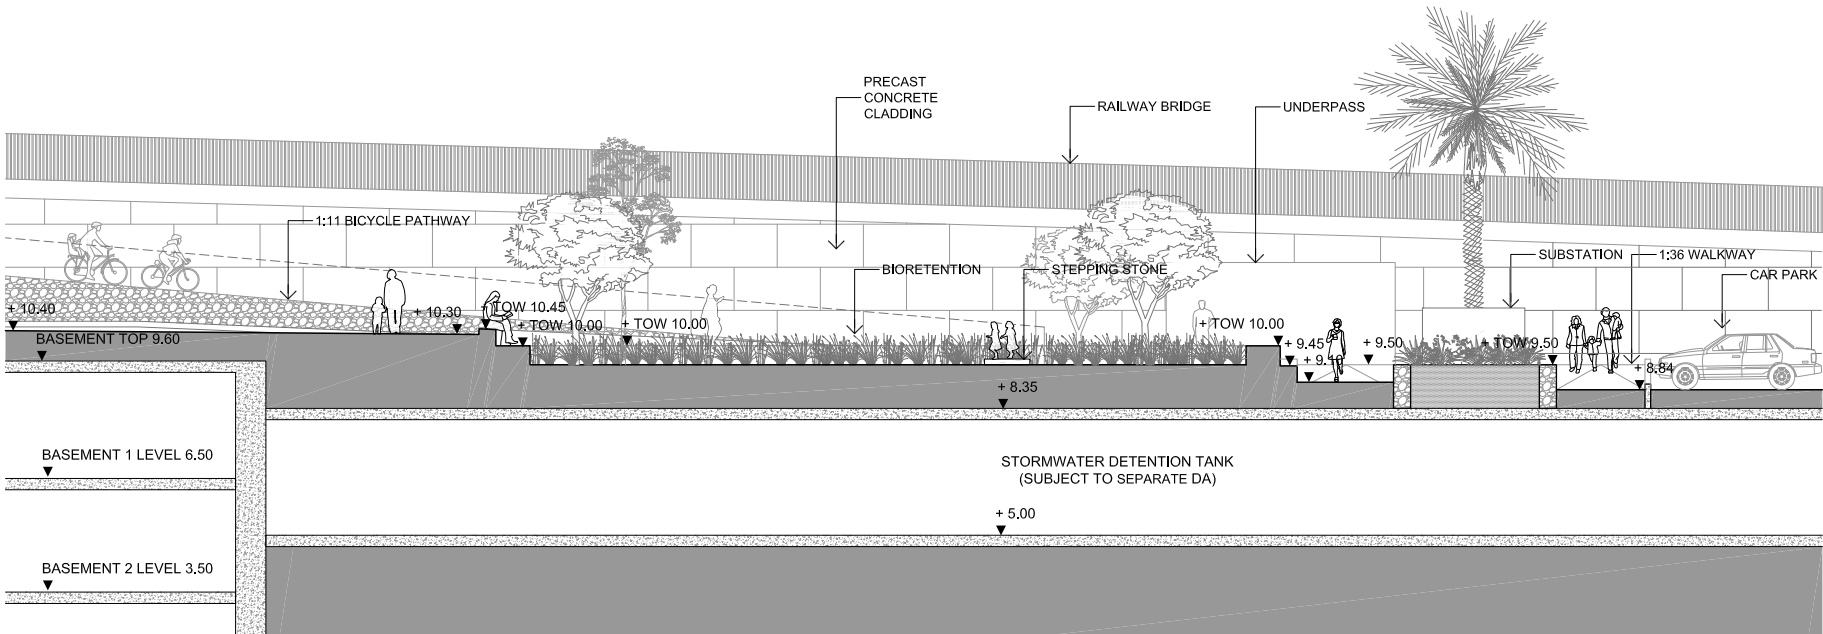 PRECAST
CONCRETE
CLADDING
RAILWAY BRIDGE
UNDERPASS
1:11 BICYCLE PATHWAY
BIORETENTION
STEPPING STONE
SUBSTATION
1:36 WALKWAY
CAR PARK
+ 10.40
+ 10.30
+ TOW 10.45
+ TOW 10.00
+ TOW 10.00
+ TOW 10.00
BASEMENT TOP 9.60
+ 9.45
+ 9.50
+ TOW 9.50
+ 9.
+ 8.84
+ 8.35
BASEMENT 1 LEVEL 6.50
STORMWATER DETENTION TANK
(SUBJECT TO SEPARATE DA)
+ 5.00
BASEMENT 2 LEVEL 3.50